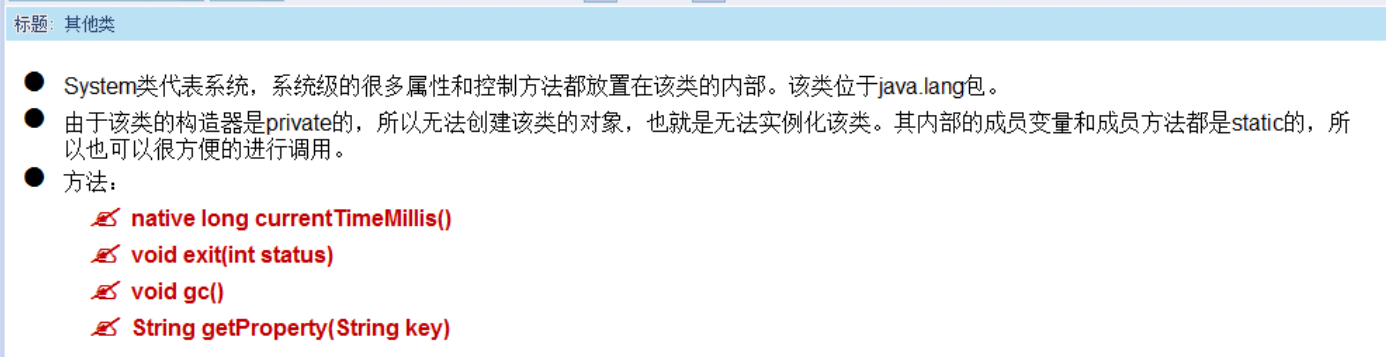 标题: 其他类
System类代表系统，系统级的很多属性和控制方法都放置在该类的内部。该类位于java.lang包。
由于该类的构造器是private的，所以无法创建该类的对象，也就是无法实例化该类。其内部的成员变量和成员方法都是static的，所
以也可以很方便的进行调用。
方法：
native long currentTimeMillis()
void exit(int status)
void gc()
String getProperty(String key)